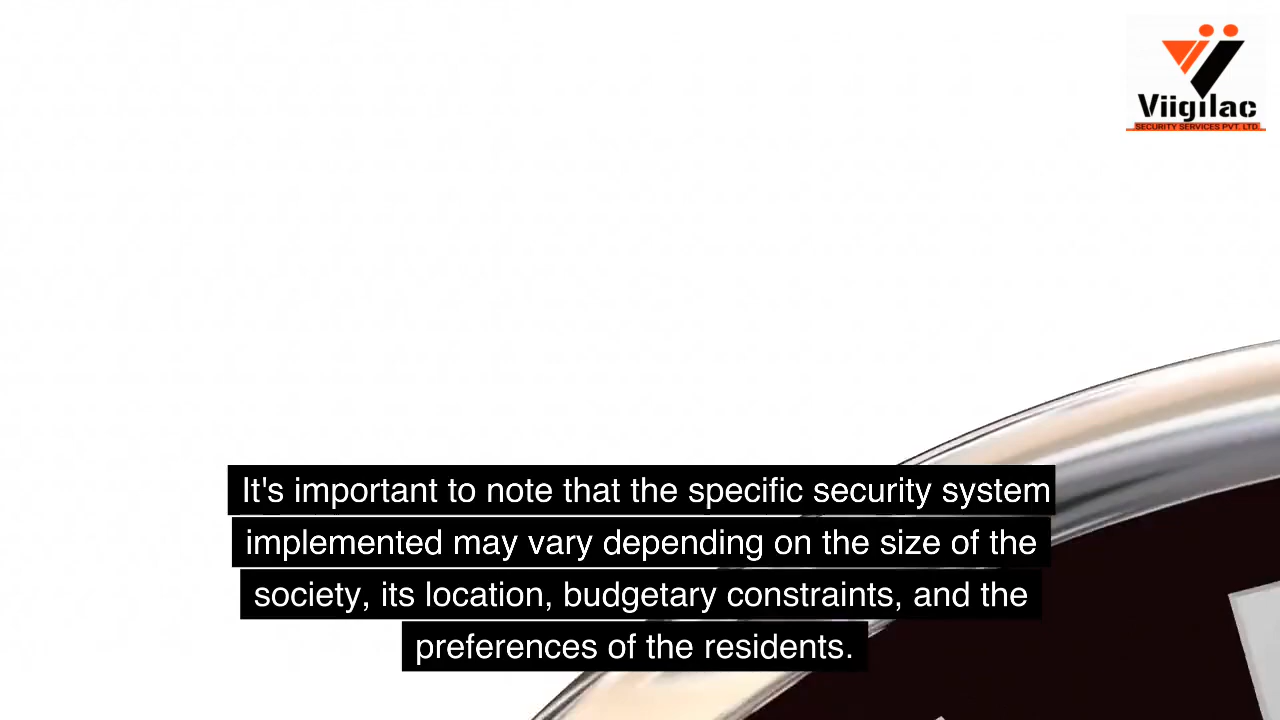 Viigilac
SECURITY SERVICES PVT. LTD.
It's important to note that the specific security system
implemented may vary depending on the size of the
society, its location, budgetary constraints, and the
preferences of the residents.